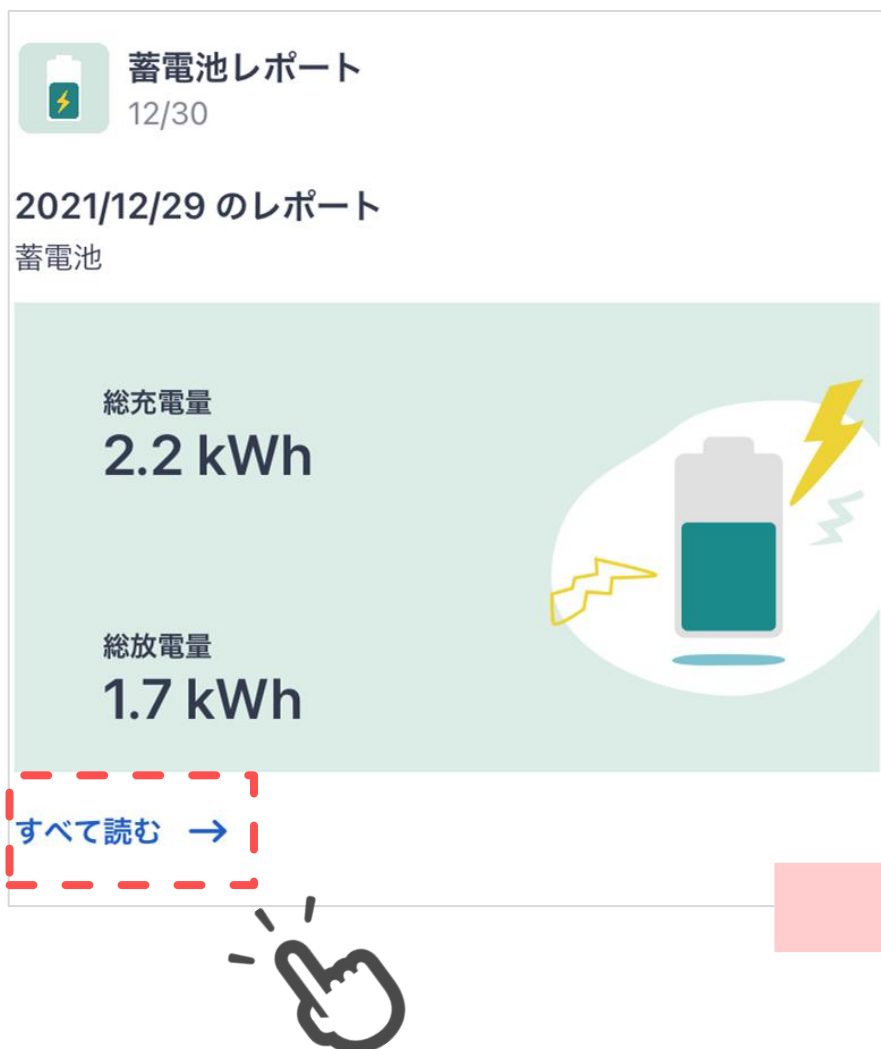 蓄電池レポート
12/30
2021/12/29 のレポート
蓄電池
総充電量
2.2 kWh
総放電量
1.7 kWh
すべて読む →